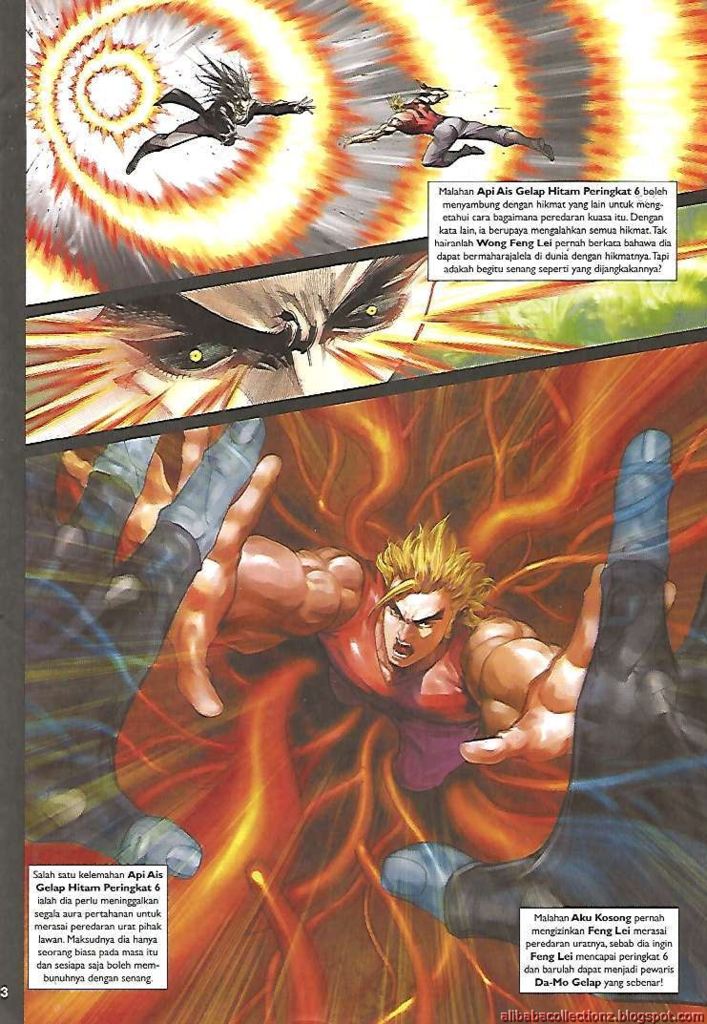 Malahan Api Ais Gelap Hitam Peringkat 6 boleh
menyambung dengan hikmat yang lain untuk meng-
etahui cara bagaimana peredaran kuasa itu. Dengan
kata lain, ia berupaya mengalahkan semua hikmat. Tak
hairanlah Wong Feng Lei pernah berkata bahawa dia
dapat bermaharajalela di dunia dengan hikmatnya. Tapi
adakah begitu senang seperti yang dijangkakannya?
Salah satu kelemahan Api Ais
Gelap Hitam Peringkat 6
ialah dia perlu meninggalkan
segala aura pertahanan untuk
merasai peredaran urat pihak
lawan. Maksudnya dia hanya
seorang biasa pada masa itu
dan sesiapa saja boleh mem-
bunuhnya dengan senang.
Malahan Aku Kosong pernah
mengizinkan Feng Lei merasai
peredaran uratnya, sebab dia ingin
Feng Lei mencapai peringkat 6
dan barulah dapat menjadi pewaris
Da-Mo Gelap yang sebenar!
3
alibabacollectionz.blogspot.com